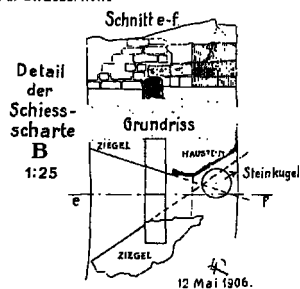 Schnitt e-f.
Detail
der
Schiess-
scharte
B
1:25
Grundriss
ZIEGEL
HAUSTEIN
Steinkugel
e
f
ZIEGEL
12 Mai 1906.